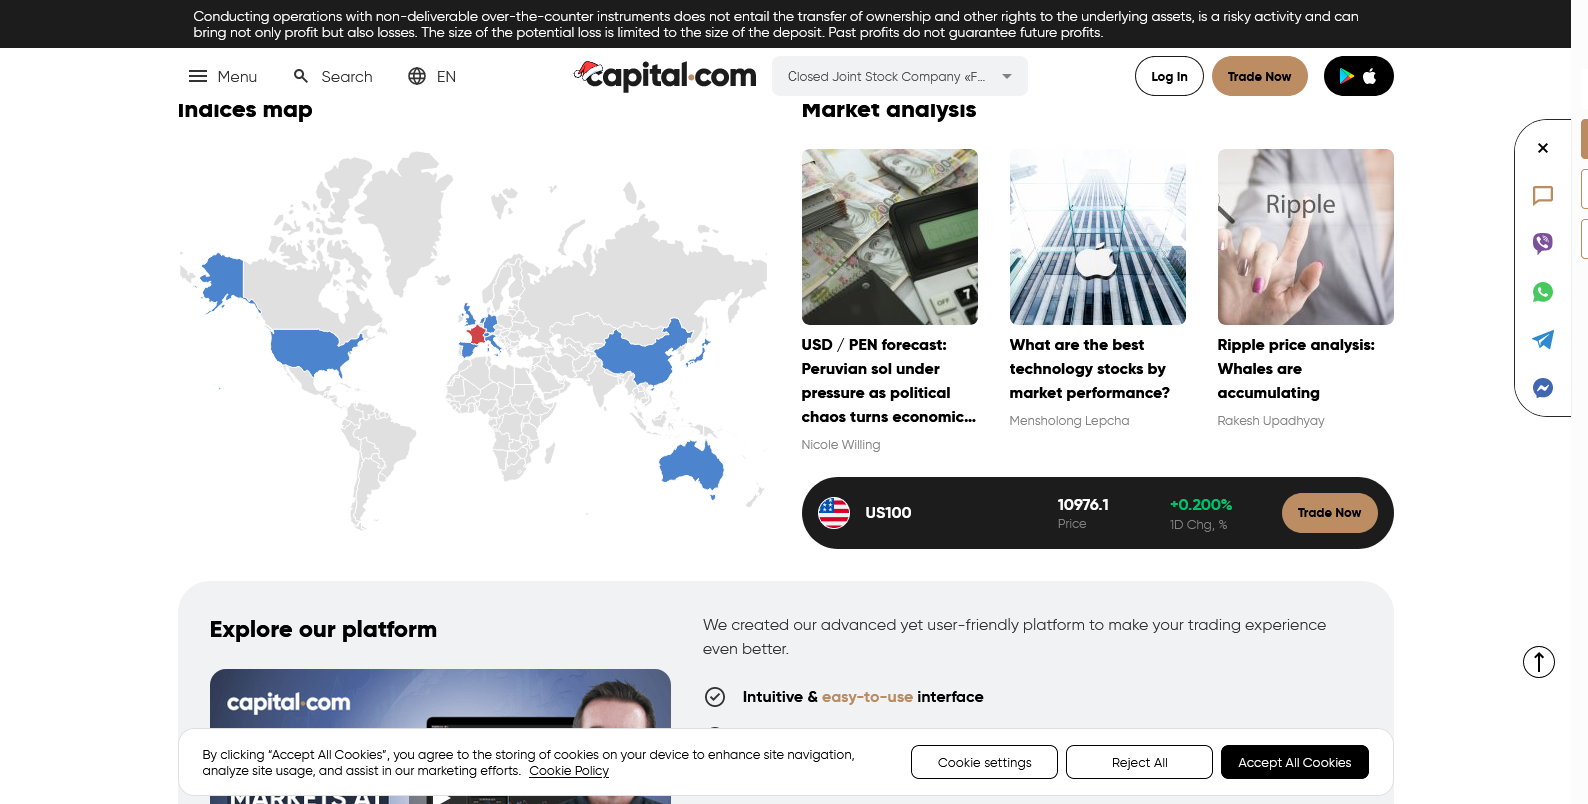 Conducting operations with non-deliverable over-the-counter instruments does not entail the transfer of ownership and other rights to the underlying assets, is a risky activity and can
bring not only profit but also losses. The size of the potential loss is limited to the size of the deposit. Past profits do not guarantee future profits.
Menu
Search
EN
capital.com
Closed Joint Stock Company «F...
Log In
Trade Now
Indices map
Market analysis
Ripple
OFF
7
USD / PEN forecast:
Peruvian sol under
pressure as political
chaos turns economic...
Nicole Willing
What are the best
technology stocks by
market performance?
Mensholong Lepcha
Ripple price analysis:
Whales are
accumulating
Rakesh Upadhyay
US100
10976.1
Price
+0.200%
1D Chg, %
Trade Now
Explore our platform
capital.com
We created our advanced yet user-friendly platform to make your trading experience
even better.
Intuitive & easy-to-use interface
By clicking “Accept All Cookies”, you agree to the storing of cookies on your device to enhance site navigation,
analyze site usage, and assist in our marketing efforts. Cookie Policy
Cookie settings
Reject All
Accept All Cookies
MARKETS AT